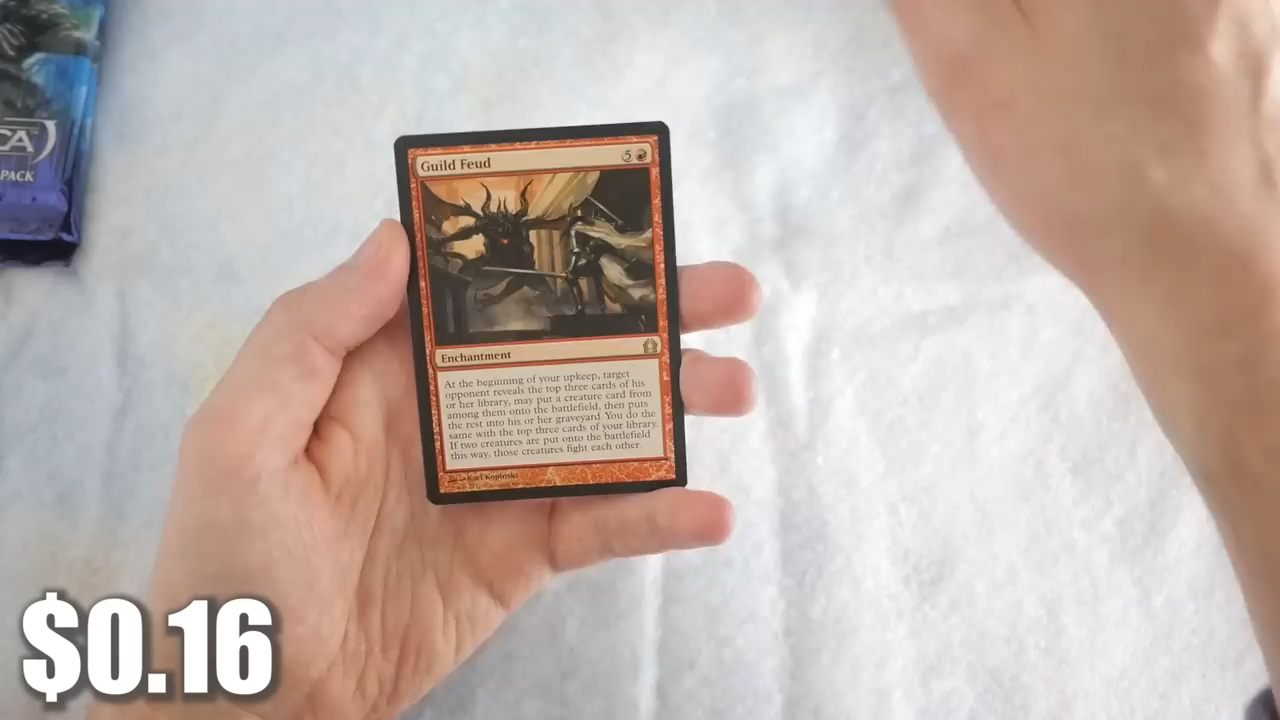 CA
PACK
Guild Feud
5
Enchantment
At the beginning of your upkeep, target
opponent reveals the top three cards of his
or her library, may put a creature card from
among them onto the battlefield, then puts
the rest into his or her graveyard. You do the
same with the top three cards of your library.
If two creatures are put onto the battlefield
this way, those creatures fight each other.
Karl Kopinski
$0.16